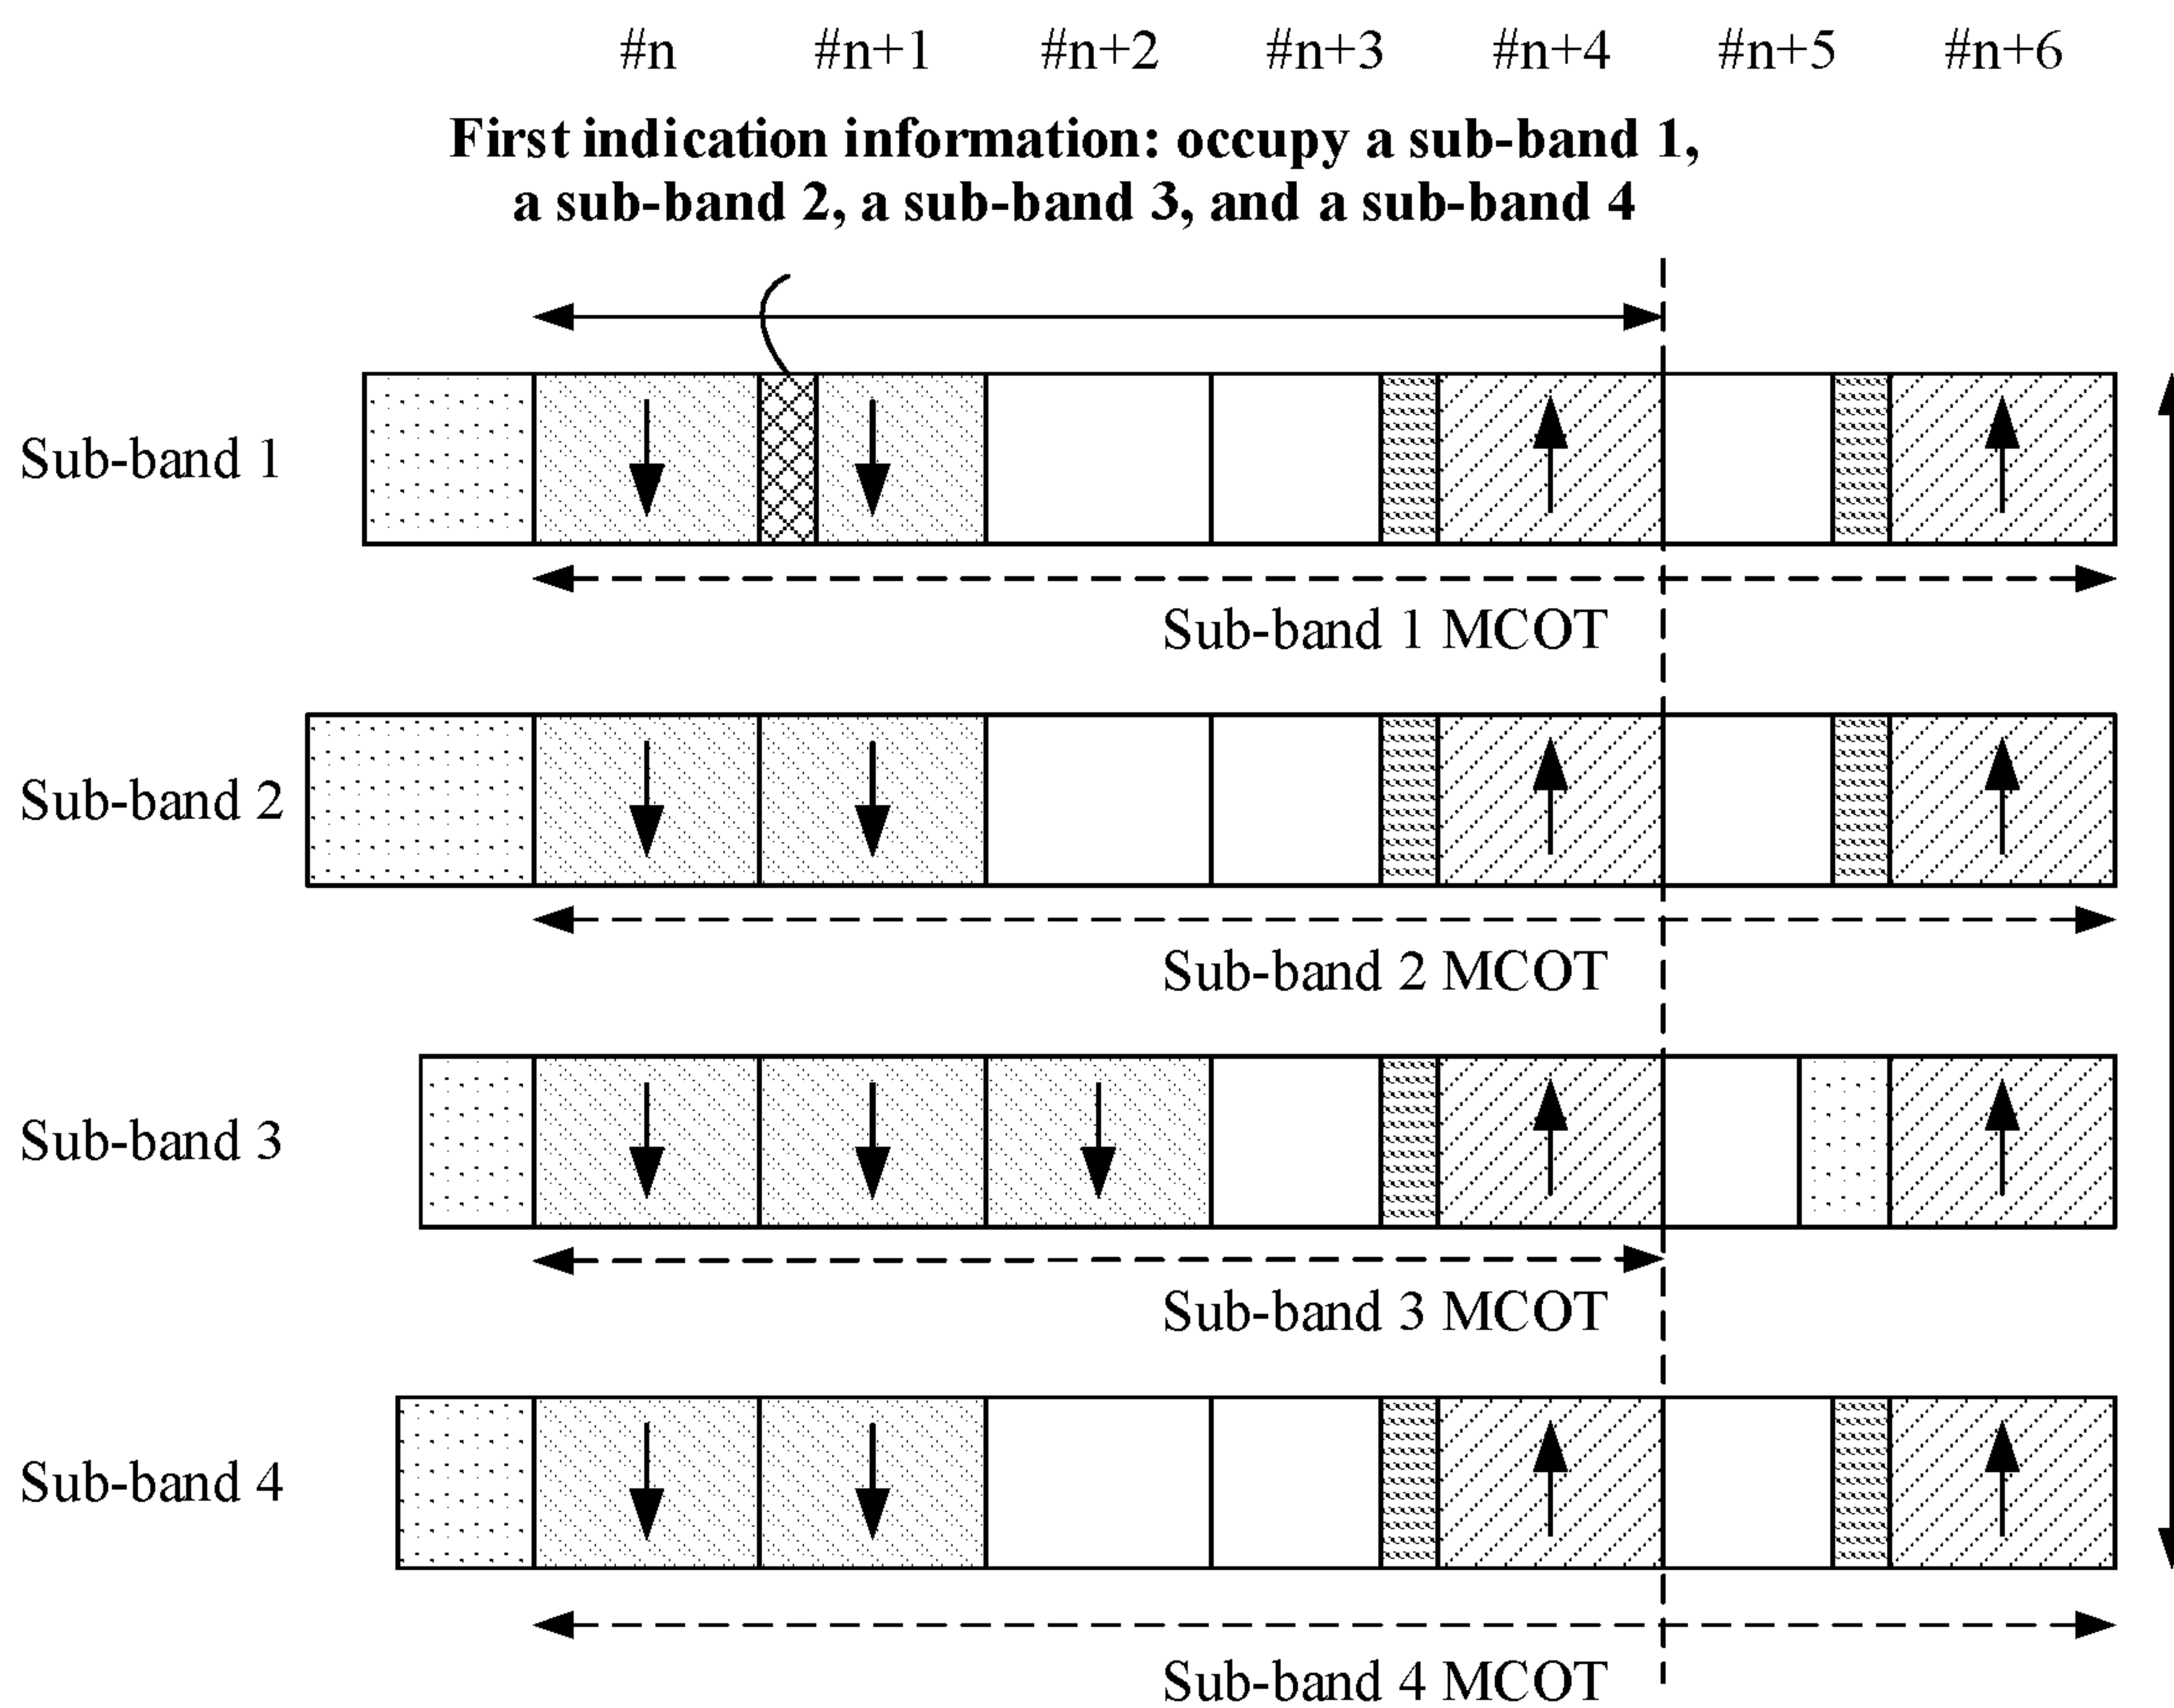 #n #n+1 #n+2 #n+3 #n+4 #n+5 #n+6
First indication information: occupy a sub-band 1,
a sub-band 2, a sub-band 3, and a sub-band 4
Sub-band 1
Sub-band 1 MCOT
Sub-band 2
Sub-band 2 MCOT
Sub-band 3
Sub-band 3 MCOT
Sub-band 4
Sub-band 4 MCOT